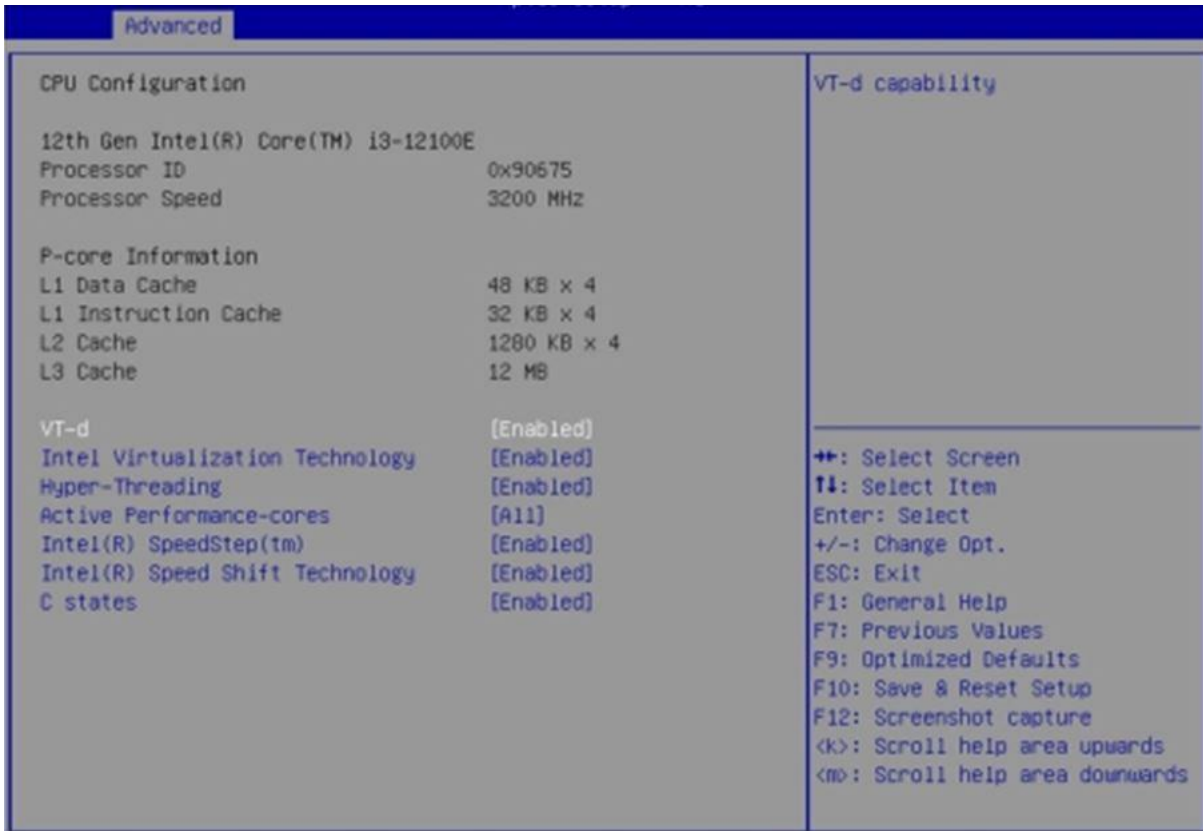 Advanced
CPU Configuration
12th Gen Intel(R) Core(TM) i3-12100E
Processor ID 0x90675
Processor Speed 3200 MHz
P-core Information
L1 Data Cache 48 KB x 4
L1 Instruction Cache 32 KB x 4
L2 Cache 1280 KB x 4
L3 Cache 12 MB
VT-d [Enabled]
Intel Virtualization Technology [Enabled]
Hyper-Threading [Enabled]
Active Performance-cores [All]
Intel(R) SpeedStep(tm) [Enabled]
Intel(R) Speed Shift Technology [Enabled]
C states [Enabled]
VT-d capability
→←: Select Screen
↑↓: Select Item
Enter: Select
+/-: Change Opt.
ESC: Exit
F1: General Help
F7: Previous Values
F9: Optimized Defaults
F10: Save & Reset Setup
F12: Screenshot capture
<k>: Scroll help area upwards
<m>: Scroll help area downwards